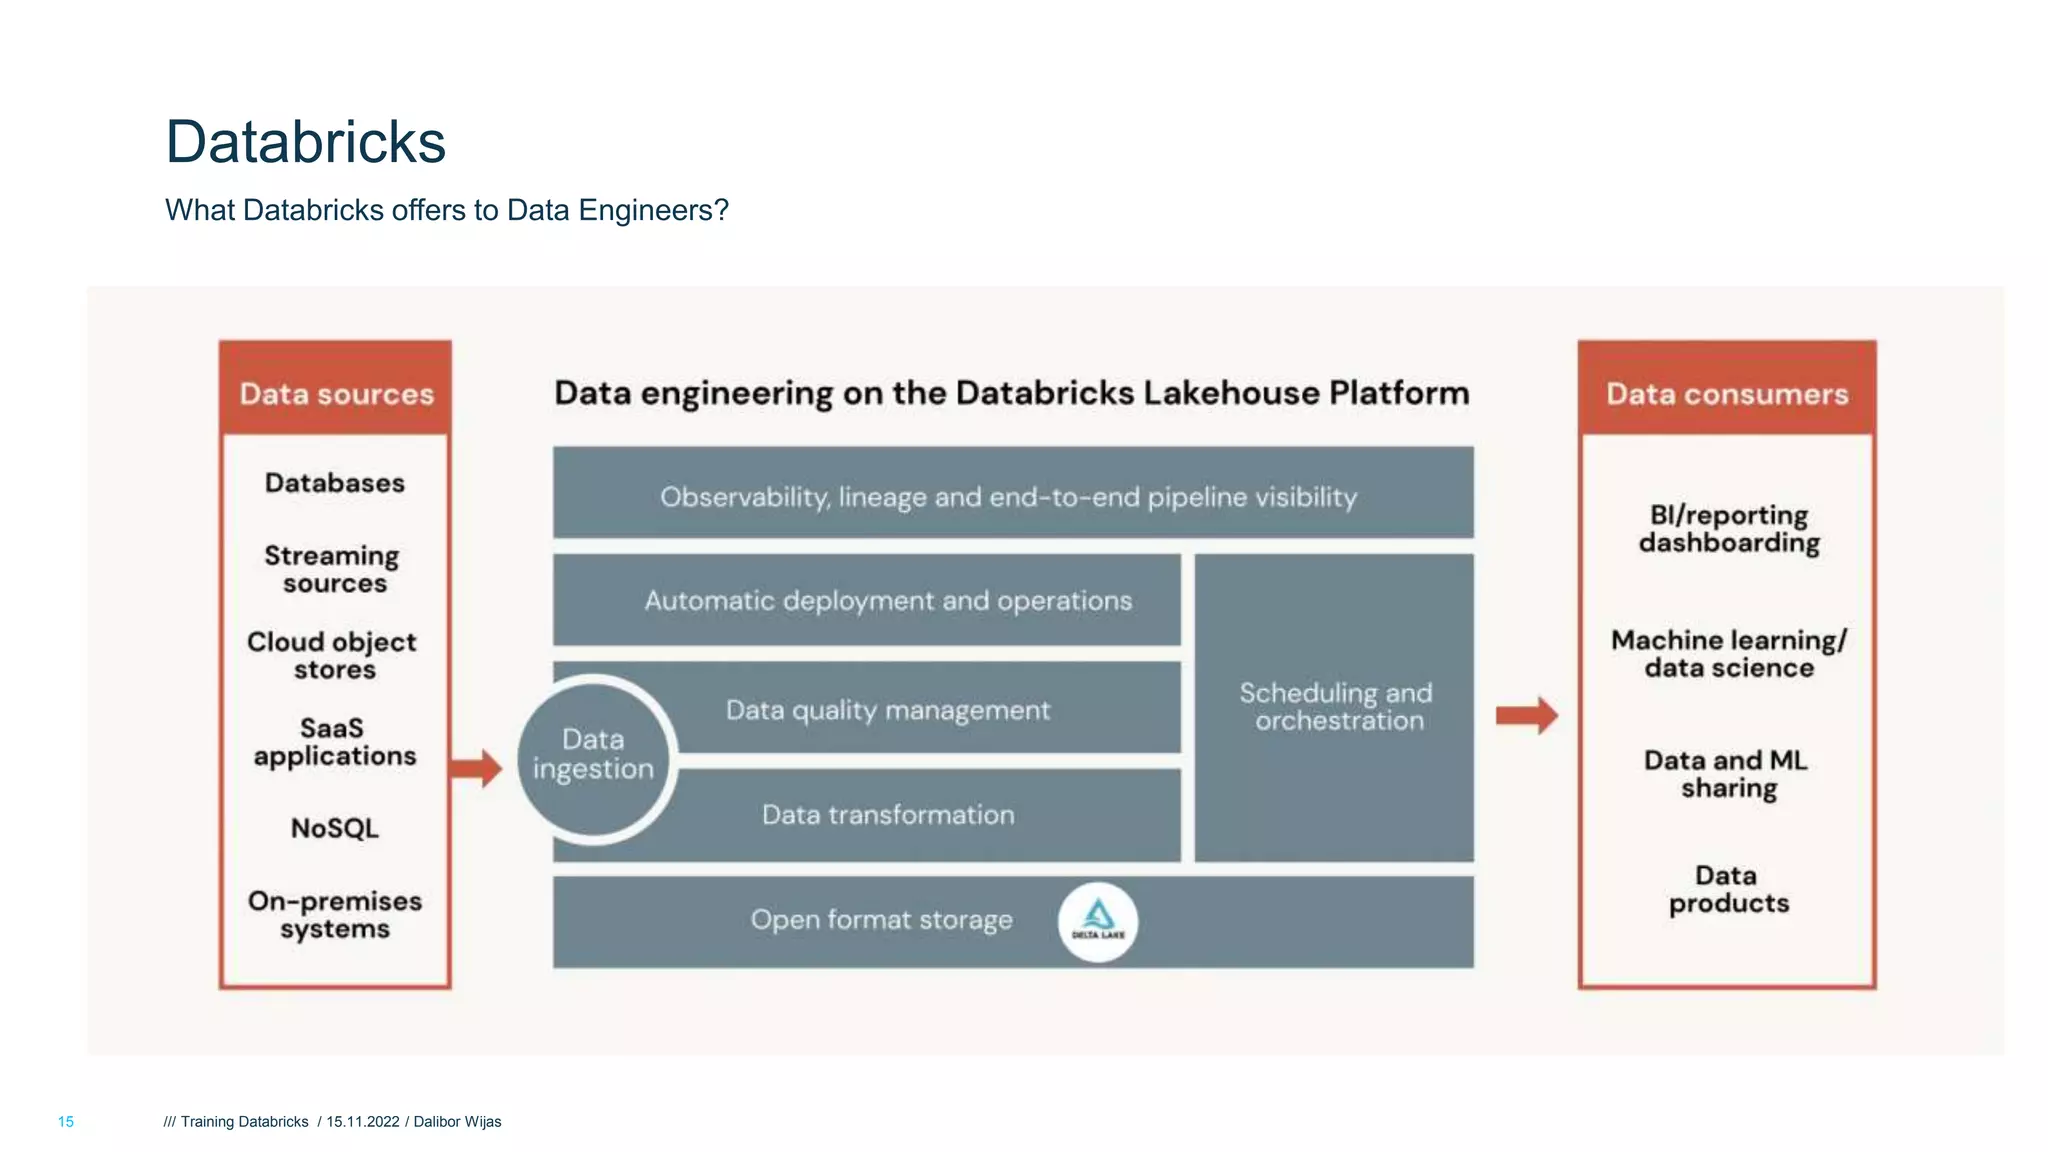 Databricks
What Databricks offers to Data Engineers?
Data sources
Databases
Streaming
sources
Cloud object
stores
SaaS
applications
NoSQL
On-premises
systems
Data engineering on the Databricks Lakehouse Platform
Observability, lineage and end-to-end pipeline visibility
Automatic deployment and operations
Data quality management
Data
ingestion
Data transformation
Scheduling and
orchestration
Open format storage
DELTA LAKE
Data consumers
BI/reporting
dashboarding
Machine learning/
data science
Data and ML
sharing
Data
products
15
/// Training Databricks / 15.11.2022 / Dalibor Wijas